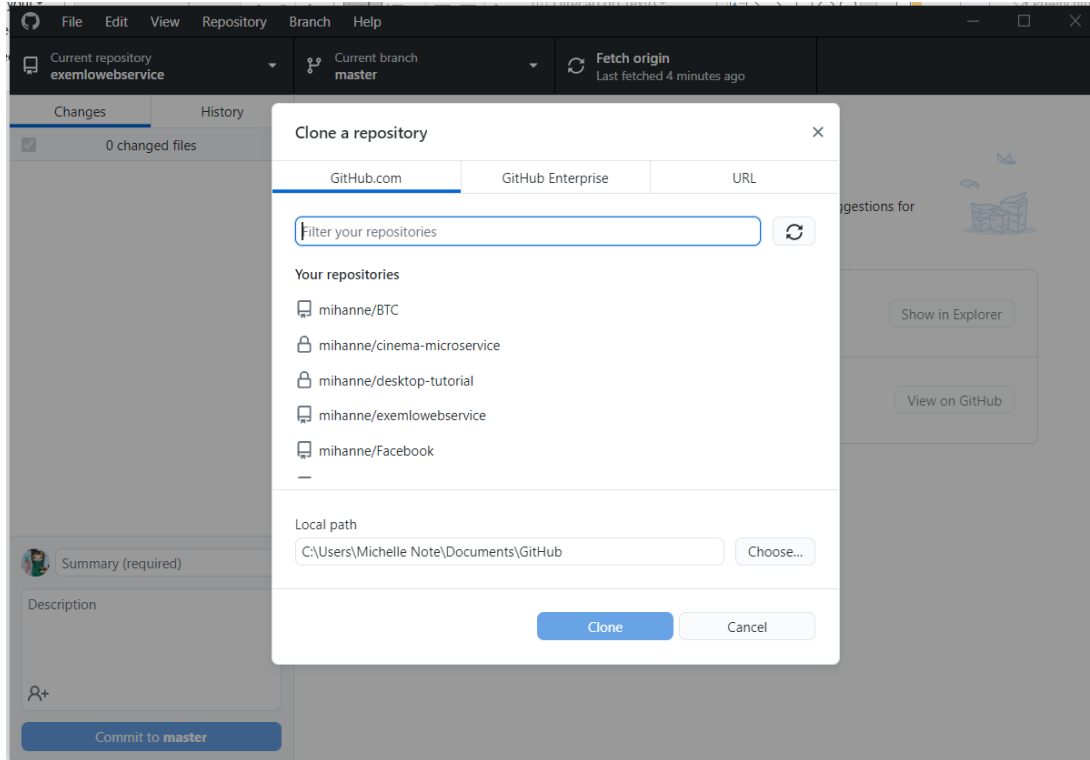 File Edit View Repository Branch Help
Current repository
exemlowebservice
Current branch
master
Fetch origin
Last fetched 4 minutes ago
Changes History
0 changed files
Clone a repository
GitHub.com GitHub Enterprise URL
Filter your repositories
Your repositories
mihanne/BTC
mihanne/cinema-microservice
mihanne/desktop-tutorial
mihanne/exemlowebservice
mihanne/Facebook
Local path
C:\Users\Michelle Note\Documents\GitHub
Choose...
Clone Cancel
ggestions for
Show in Explorer
View on GitHub
Summary (required)
Description
Commit to master